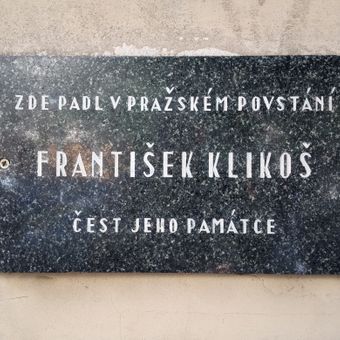 ZDE PADL V PRAŽSKÉM POVSTÁNÍ
FRANTIŠEK KLIKOŠ
ČEST JEHO PAMÁTCE